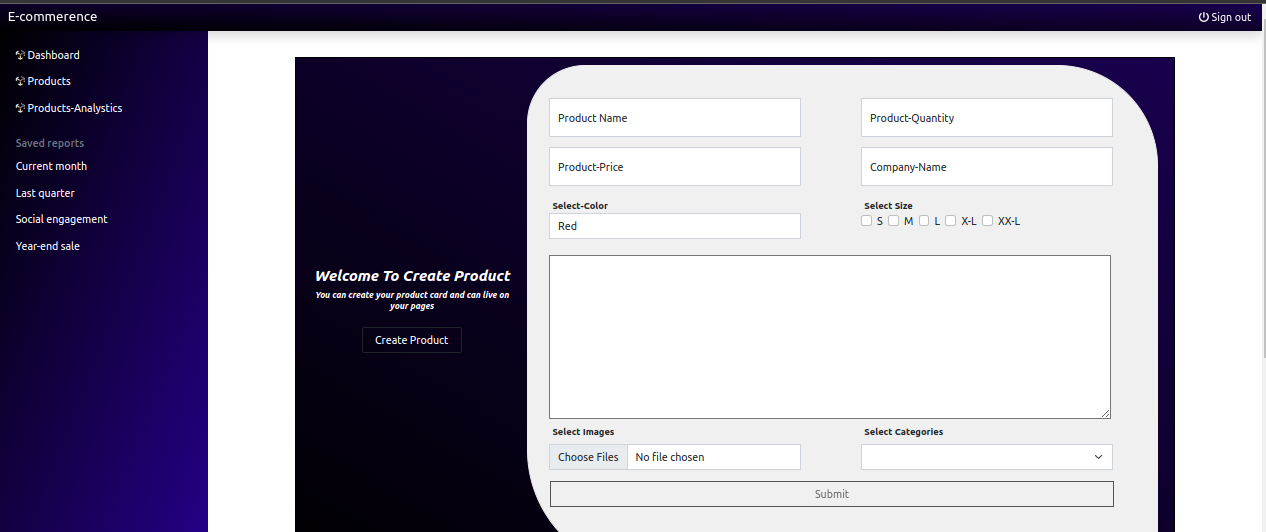 E-commerence
Sign out
Dashboard
Products
Products-Analystics
Saved reports
Current month
Last quarter
Social engagement
Year-end sale
Welcome To Create Product
You can create your product card and can live on
your pages
Create Product
Product Name
Product-Quantity
Product-Price
Company-Name
Select-Color
Select Size
Red
S M L X-L XX-L
Select Images
Select Categories
Choose Files No file chosen
Submit